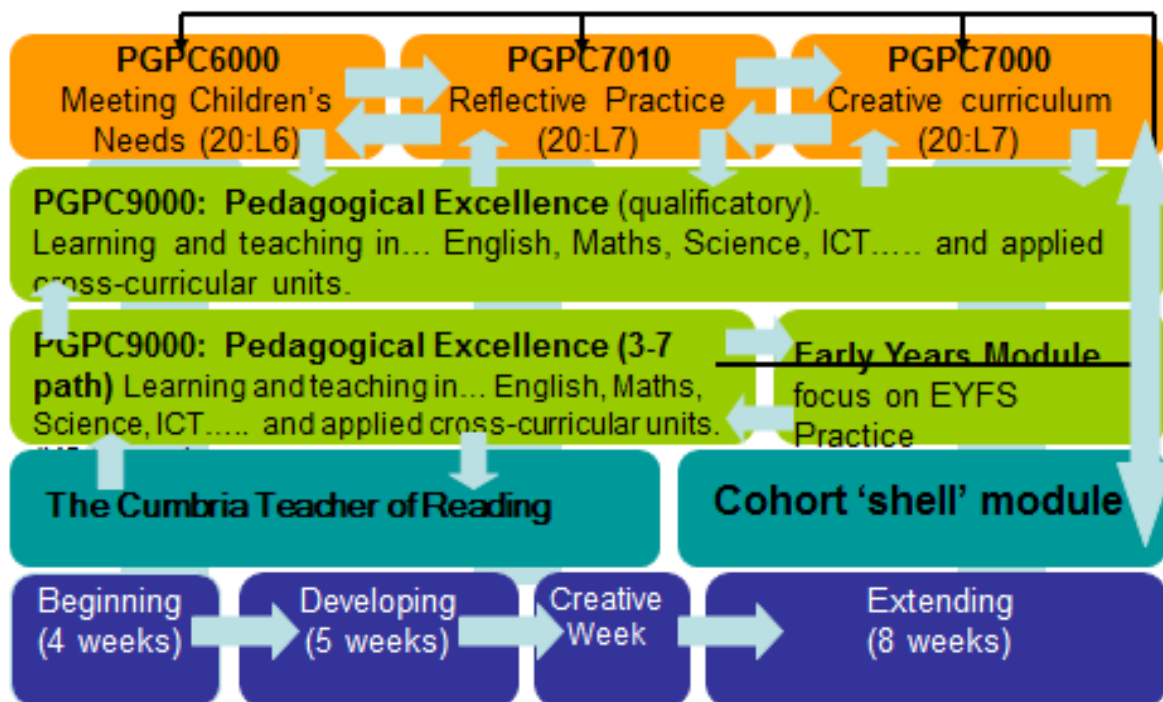 PGPC6000
Meeting Children's
Needs (20:L6)
PGPC7010
Reflective Practice
(20:L7)
PGPC7000
Creative curriculum
(20:L7)
PGPC9000: Pedagogical Excellence (qualificatory).
Learning and teaching in... English, Maths, Science, ICT..... and applied
cross-curricular units.
PGPC9000: Pedagogical Excellence (3-7
path) Learning and teaching in... English, Maths,
Science, ICT..... and applied cross-curricular units.
Early Years Module
focus on EYFS
Practice
The Cumbria Teacher of Reading
Cohort ‘shell’ module
Beginning
(4 weeks)
Developing
(5 weeks)
Creative
Week
Extending
(8 weeks)